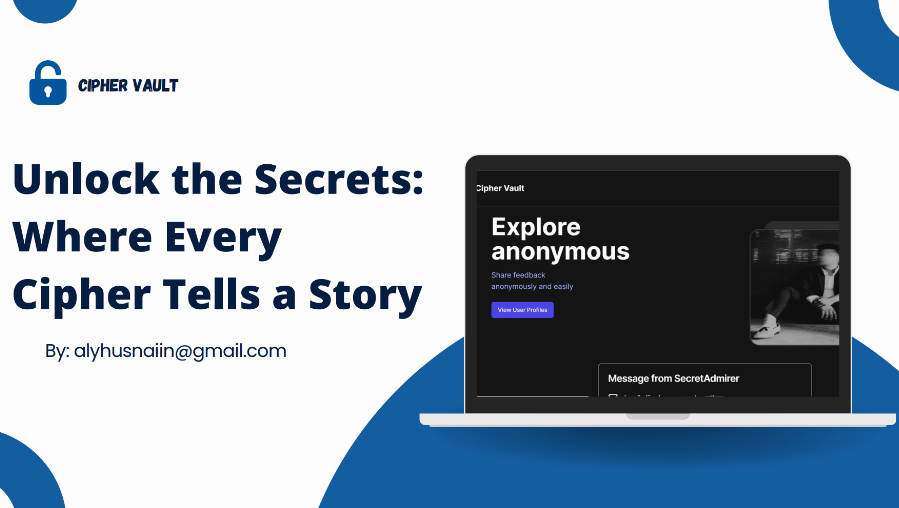 CIPHER VAULT
Unlock the Secrets:
Where Every
Cipher Tells a Story
By: alyhusnaiin@gmail.com
Cipher Vault
Explore
anonymous
Share feedback
anonymously and easily
View User Profiles
Message from SecretAdmirer